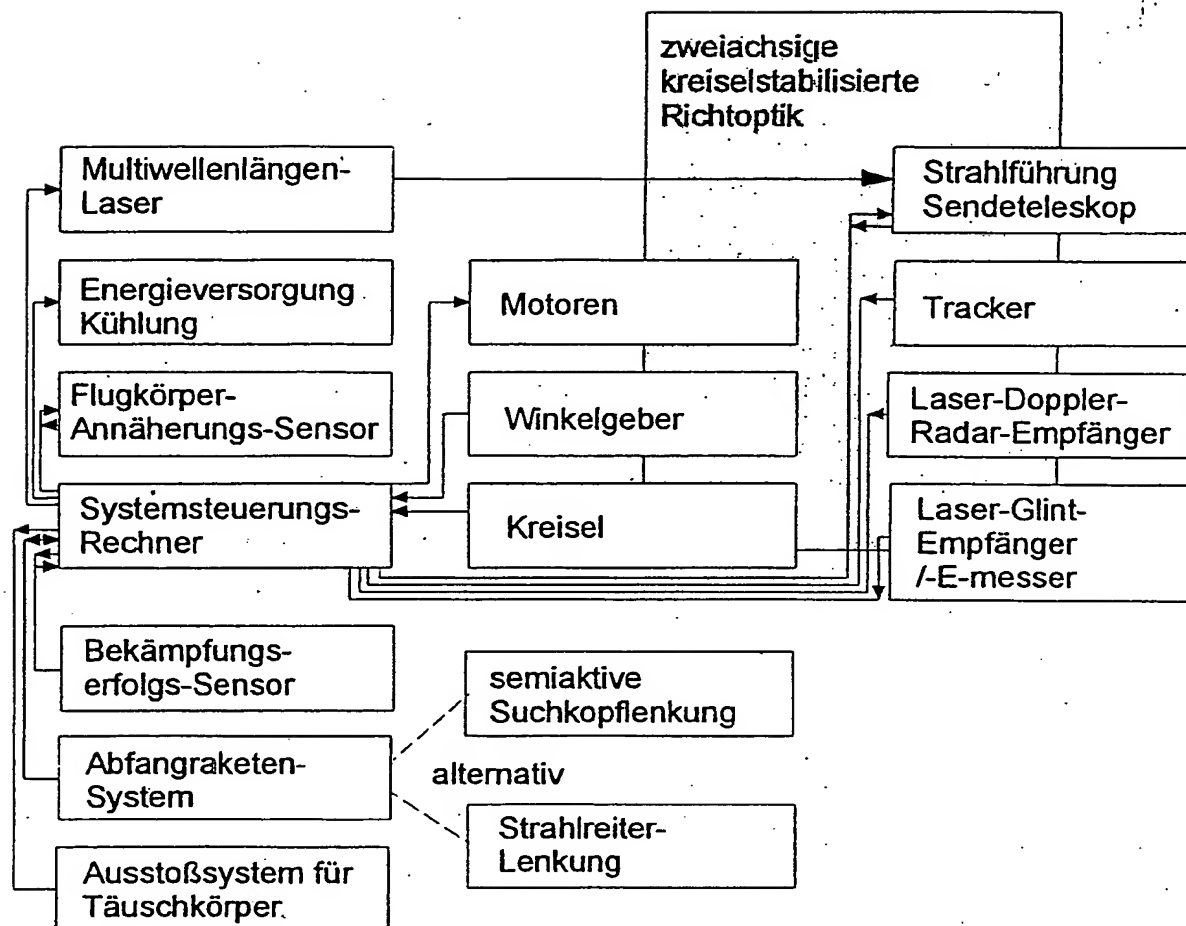 zweiachsige
kreiselstabilisierte
Richtoptik
Multiwellenlängen-
Laser
Strahlführung
Sendeteleskop
Energieversorgung
Kühlung
Motoren
Tracker
Flugkörper-
Annäherungs-Sensor
Winkelgeber
Laser-Doppler-
Radar-Empfänger
Systemsteuerungs-
Rechner
Kreisel
Laser-Glint-
Empfänger
/-E-messer
Bekämpfungs-
erfolgs-Sensor
semiaktive
Suchkopflenkung
Abfangraketen-
System
alternativ
Strahlreiter-
Lenkung
Ausstoßsystem für
Täuschkörper.